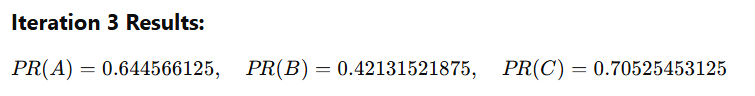 Iteration 3 Results:
PR(A) = 0.644566125, PR(B) = 0.42131521875, PR(C) = 0.70525453125